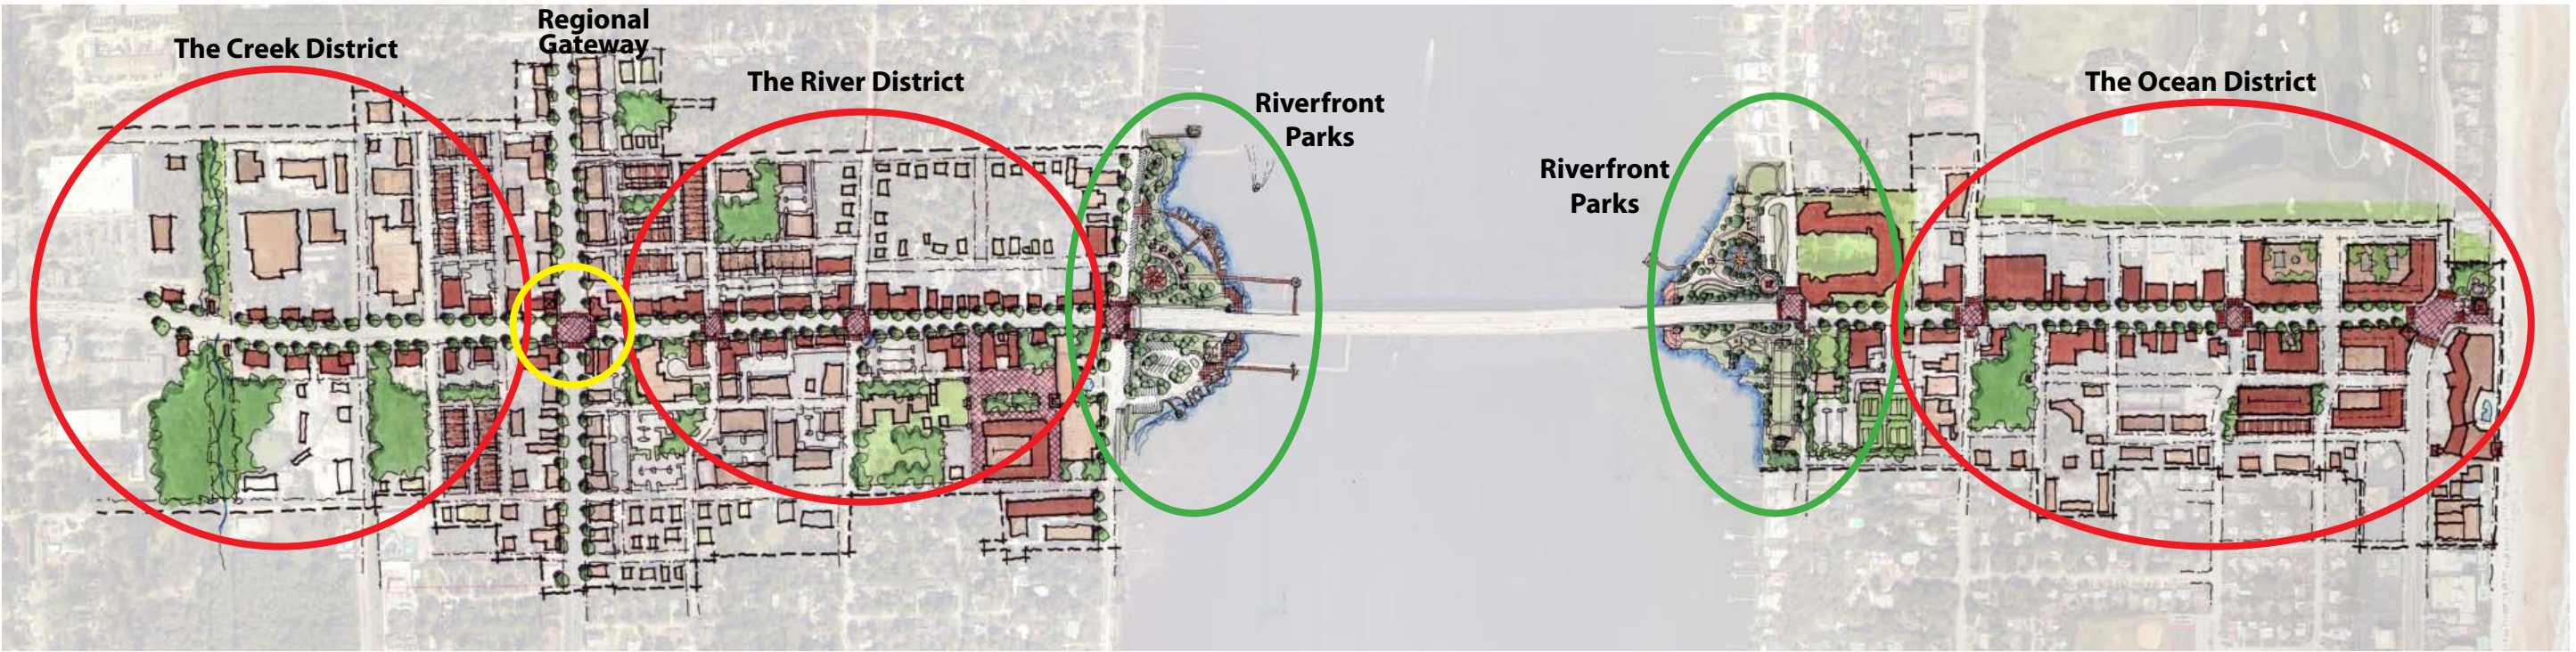 The Creek District
Regional
Gateway
The River District
Riverfront
Parks
Riverfront
Parks
The Ocean District